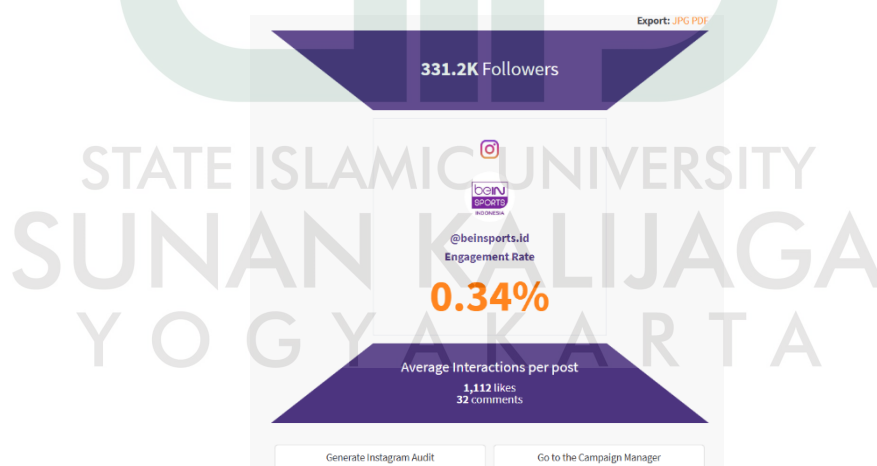 Export: JPG PDF
331.2K Followers
STATE ISLAMIC UNIVERSITY
beIN
SPORTS
INDONESIA
SUNAN KALIJAGA
@beinsports.id
Engagement Rate
0.34%
YOGYAKARTA
Average Interactions per post
1,112 likes
32 comments
Generate Instagram Audit
Go to the Campaign Manager